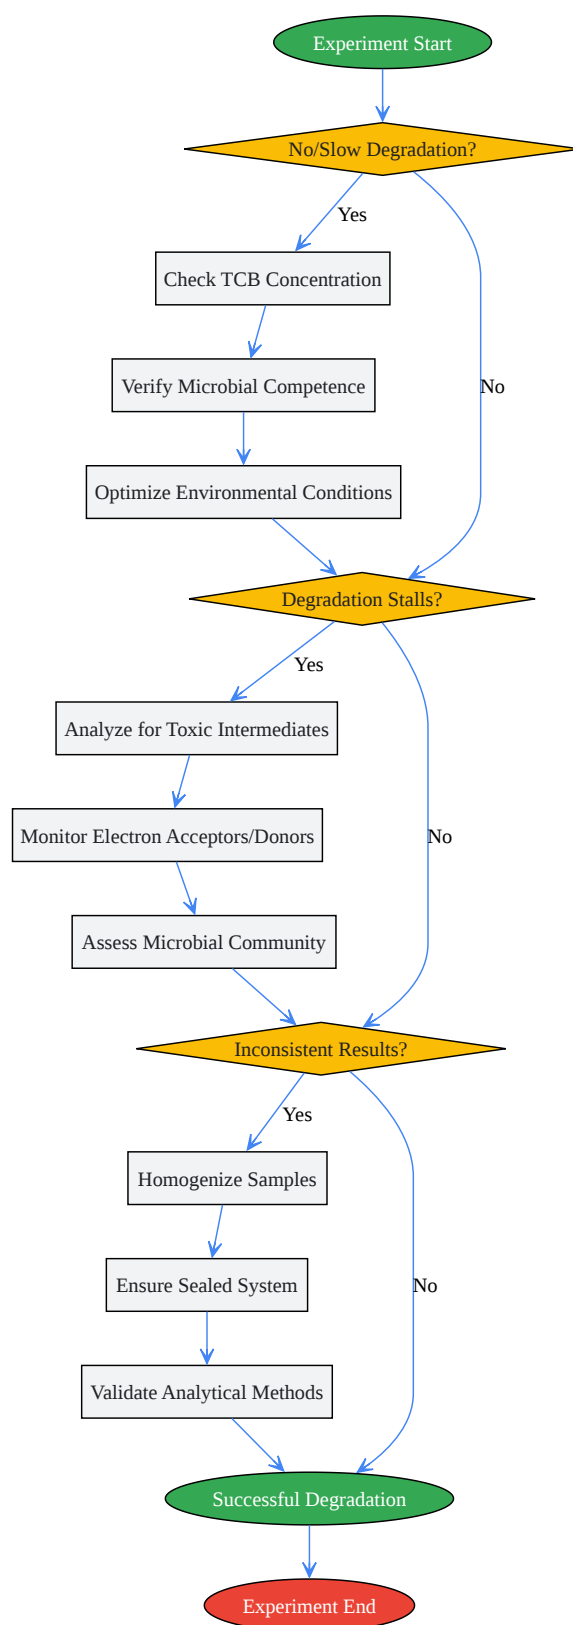 Experiment Start
No/Slow Degradation?
Yes
Check TCB Concentration
Verify Microbial Competence
No
Optimize Environmental Conditions
Degradation Stalls?
Yes
Analyze for Toxic Intermediates
Monitor Electron Acceptors/Donors
No
Assess Microbial Community
Inconsistent Results?
Yes
Homogenize Samples
Ensure Sealed System
No
Validate Analytical Methods
Successful Degradation
Experiment End